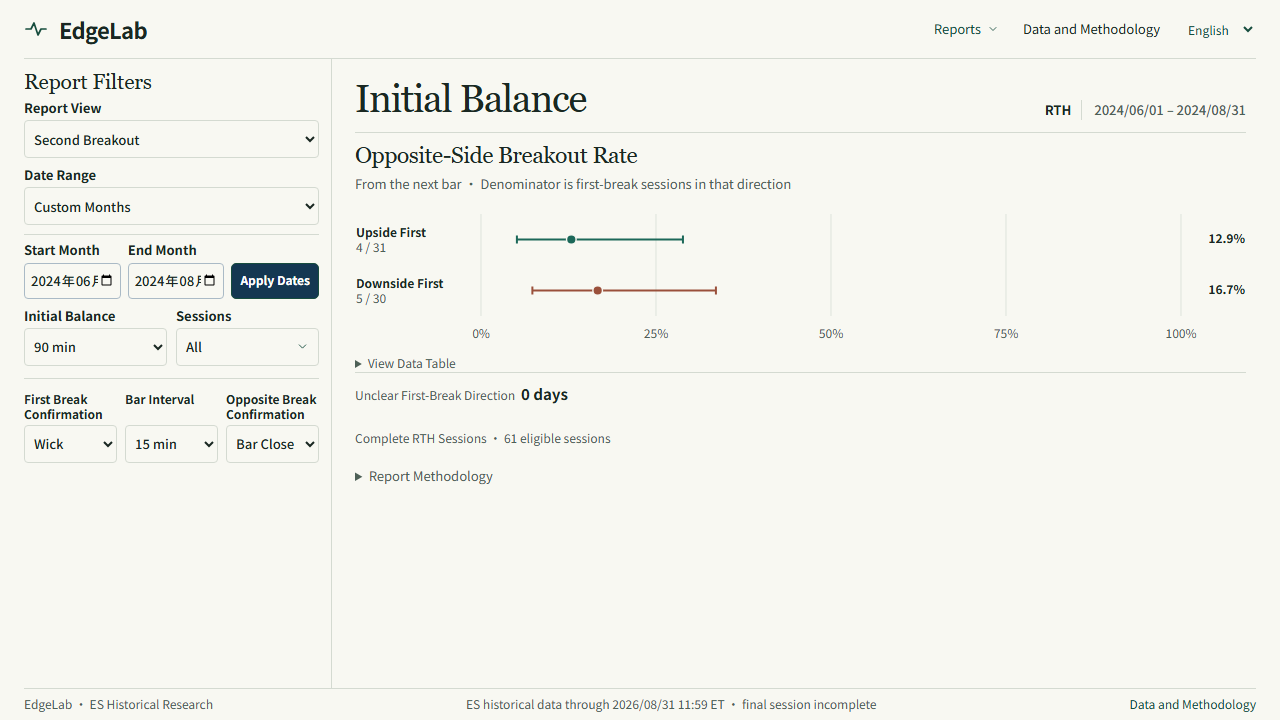 EdgeLab
Reports
Data and Methodology
English
Report Filters
Report View
Second Breakout
Date Range
Custom Months
Start Month
End Month
2024年06月
2024年08月
Apply Dates
Initial Balance
Sessions
90 min
All
First Break Confirmation
Bar Interval
Opposite Break Confirmation
Wick
15 min
Bar Close
Initial Balance
RTH
2024/06/01 – 2024/08/31
Opposite-Side Breakout Rate
From the next bar • Denominator is first-break sessions in that direction
Upside First
4 / 31
12.9%
Downside First
5 / 30
16.7%
0%
25%
50%
75%
100%
View Data Table
Unclear First-Break Direction 0 days
Complete RTH Sessions • 61 eligible sessions
Report Methodology
EdgeLab • ES Historical Research
ES historical data through 2026/08/31 11:59 ET • final session incomplete
Data and Methodology